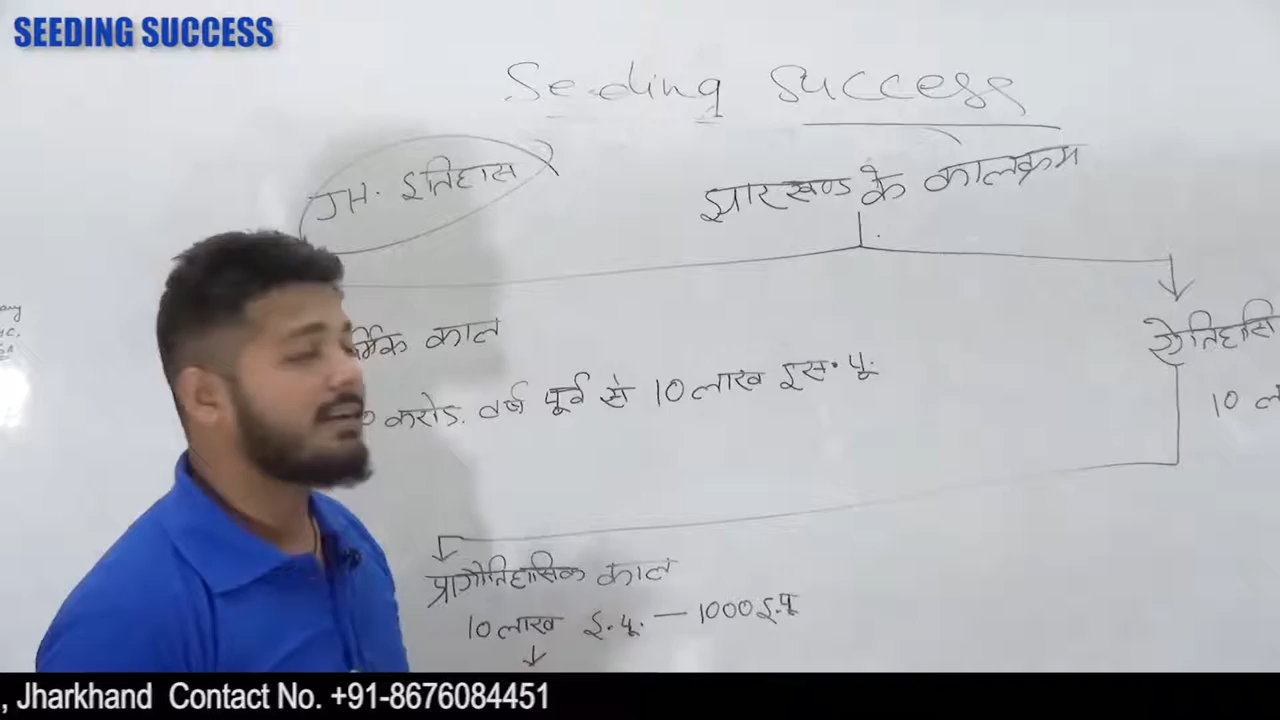 SEEDING SUCCESS
Seeding Success
JH. इतिहास
झारखण्ड के कालक्रम
काल
करोड़ वर्ष पूर्व से 10 लाख इस. पू.
ऐतिहासि
10 ल
प्रागैतिहासिक काल
10 लाख ई. पू. — 1000 ई.पू
, Jharkhand Contact No. +91-8676084451